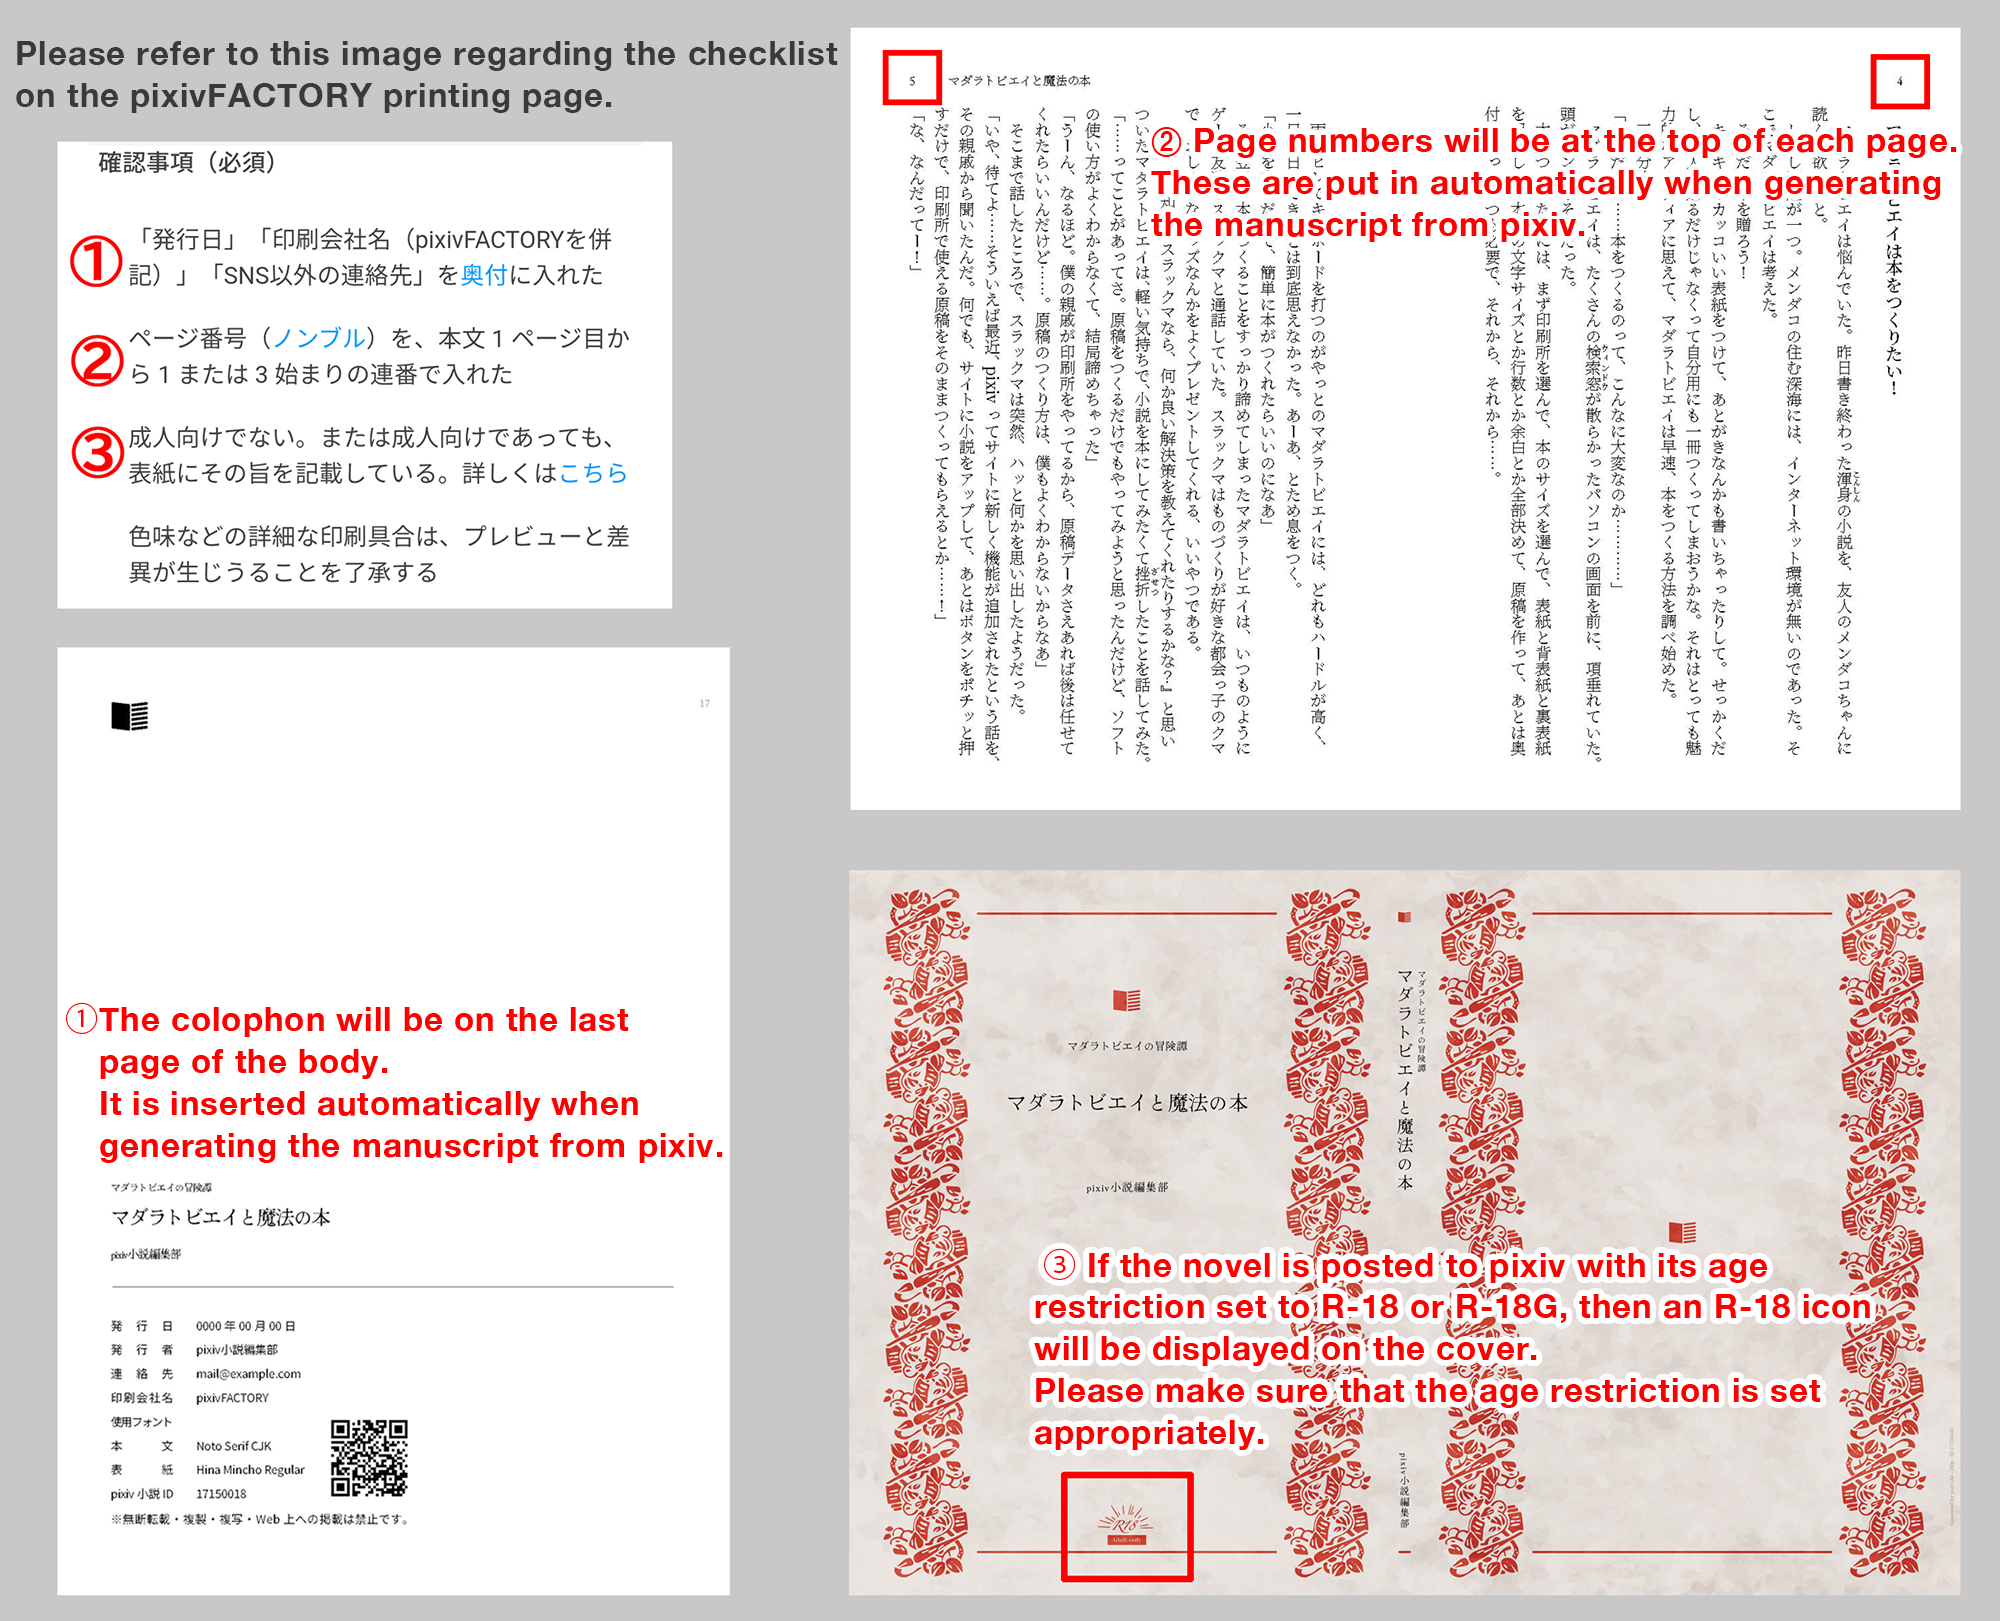 Please refer to this image regarding the checklist
on the pixivFACTORY printing page.
確認事項（必須）
①
「発行日」「印刷会社名（pixivFACTORYを併
記）」「SNS以外の連絡先」を奥付に入れた
②
ページ番号（ノンブル）を、本文１ページ目か
ら 1 または 3 始まりの連番で入れた
③
成人向けでない。または成人向けであっても、
表紙にその旨を記載している。詳しくはこちら
色味などの詳細な印刷具合は、プレビューと差
異が生じうることを了承する
17
①The colophon will be on the last
page of the body.
It is inserted automatically when
generating the manuscript from pixiv.
マダラトビエイの冒険譚
マダラトビエイと魔法の本
pixiv小説編集部
発行日 0000 年 00 月 00 日
発行者 pixiv小説編集部
連絡先 mail@example.com
印刷会社名 pixivFACTORY
使用フォント
本文 Noto Serif CJK
表紙 Hina Mincho Regular
pixiv 小説 ID 17150018
※無断転載・複製・複写・Web 上への掲載は禁止です。
4
② Page numbers will be at the top of each page.
These are put in automatically when generating
the manuscript from pixiv.
エイは本をつくりたい！
エイは悩んでいた。昨日書き終わった渾身の小説を、友人のメンダコちゃんに
が一つ。メンダコの住む深海には、インターネット環境が無いのであった。そ
ビエイは考えた。
を贈ろう！
カッコいい表紙をつけて、あとがきなんかも書いちゃったりして。せっかくだ
るだけじゃなくって自分用にも一冊つくってしまおうかな。それはとっても魅
ィアに思えて、マダラトビエイは早速、本をつくる方法を調べ始めた。
……本をつくるのって、こんなに大変なのか…………」
エイは、たくさんの検索窓が散らかったパソコンの画面を前に、項垂れていた。
には、まず印刷所を選んで、本のサイズを選んで、表紙と背表紙と裏表紙
の文字サイズとか行数とか余白とか全部決めて、原稿を作って、あとは奥
必要で、それから、それから……。
5 マダラトビエイと魔法の本
ボードを打つのがやっとのマダラトビエイには、どれもハードルが高く、
は到底思えなかった。あーあ、とため息をつく。
、簡単に本がつくれたらいいのになあ」
くることをすっかり諦めてしまったマダラトビエイは、いつものように
クマと通話していた。スラックマはものづくりが好きな都会っ子のクマ
ズなんかをよくプレゼントしてくれる、いいやつである。
スラックマなら、何か良い解決策を教えてくれたりするかな？』と思い
ついたマダラトビエイは、軽い気持ちで、小説を本にしてみたくて挫折したことを話してみた。
「……ってことがあってさ。原稿をつくるだけでもやってみようと思ったんだけど、ソフト
の使い方がよくわからなくて、結局諦めちゃった」
「うーん、なるほど。僕の親戚が印刷所をやってるから、原稿データさえあれば後は任せて
くれたらいいんだけど……。原稿のつくり方は、僕もよくわからないからなあ」
そこまで話したところで、スラックマは突然、ハッと何かを思い出したようだった。
「いや、待てよ……そういえば最近、pixiv ってサイトに新しく機能が追加されたという話を、
その親戚から聞いたんだ。何でも、サイトに小説をアップして、あとはボタンをポチッと押
すだけで、印刷所で使える原稿をそのままつくってもらえるとか……！」
「な、なんだってー！」
マダラトビエイの冒険譚
マダラトビエイと魔法の本
pixiv小説編集部
マダラトビエイの冒険譚
マダラトビエイと魔法の本
pixiv小説編集部
③ If the novel is posted to pixiv with its age
restriction set to R-18 or R-18G, then an R-18 icon
will be displayed on the cover.
Please make sure that the age restriction is set
appropriately.
R18
Adult only